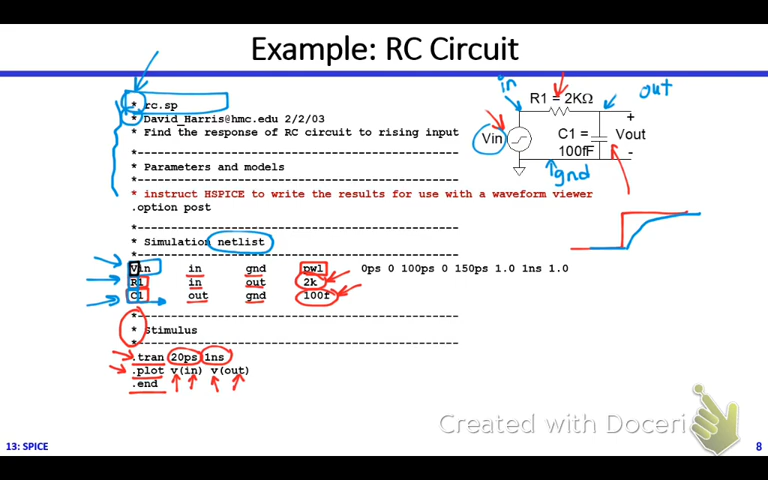 Example: RC Circuit
* rc.sp
* David_Harris@hmc.edu 2/2/03
* Find the response of RC circuit to rising input
*------------------------------------------------
* Parameters and models
*------------------------------------------------
* instruct HSPICE to write the results for use with a waveform viewer
.option post
*------------------------------------------------
* Simulation netlist
*------------------------------------------------
Vin in gnd pwl 0ps 0 100ps 0 150ps 1.0 1ns 1.0
R1 in out 2k
C1 out gnd 100f
*------------------------------------------------
* Stimulus
*------------------------------------------------
.tran 20ps 1ns
.plot v(in) v(out)
.end
in
out
R1 = 2KΩ
+
Vin
C1 =
100fF
Vout
-
gnd
Created with Doceri
13: SPICE
8